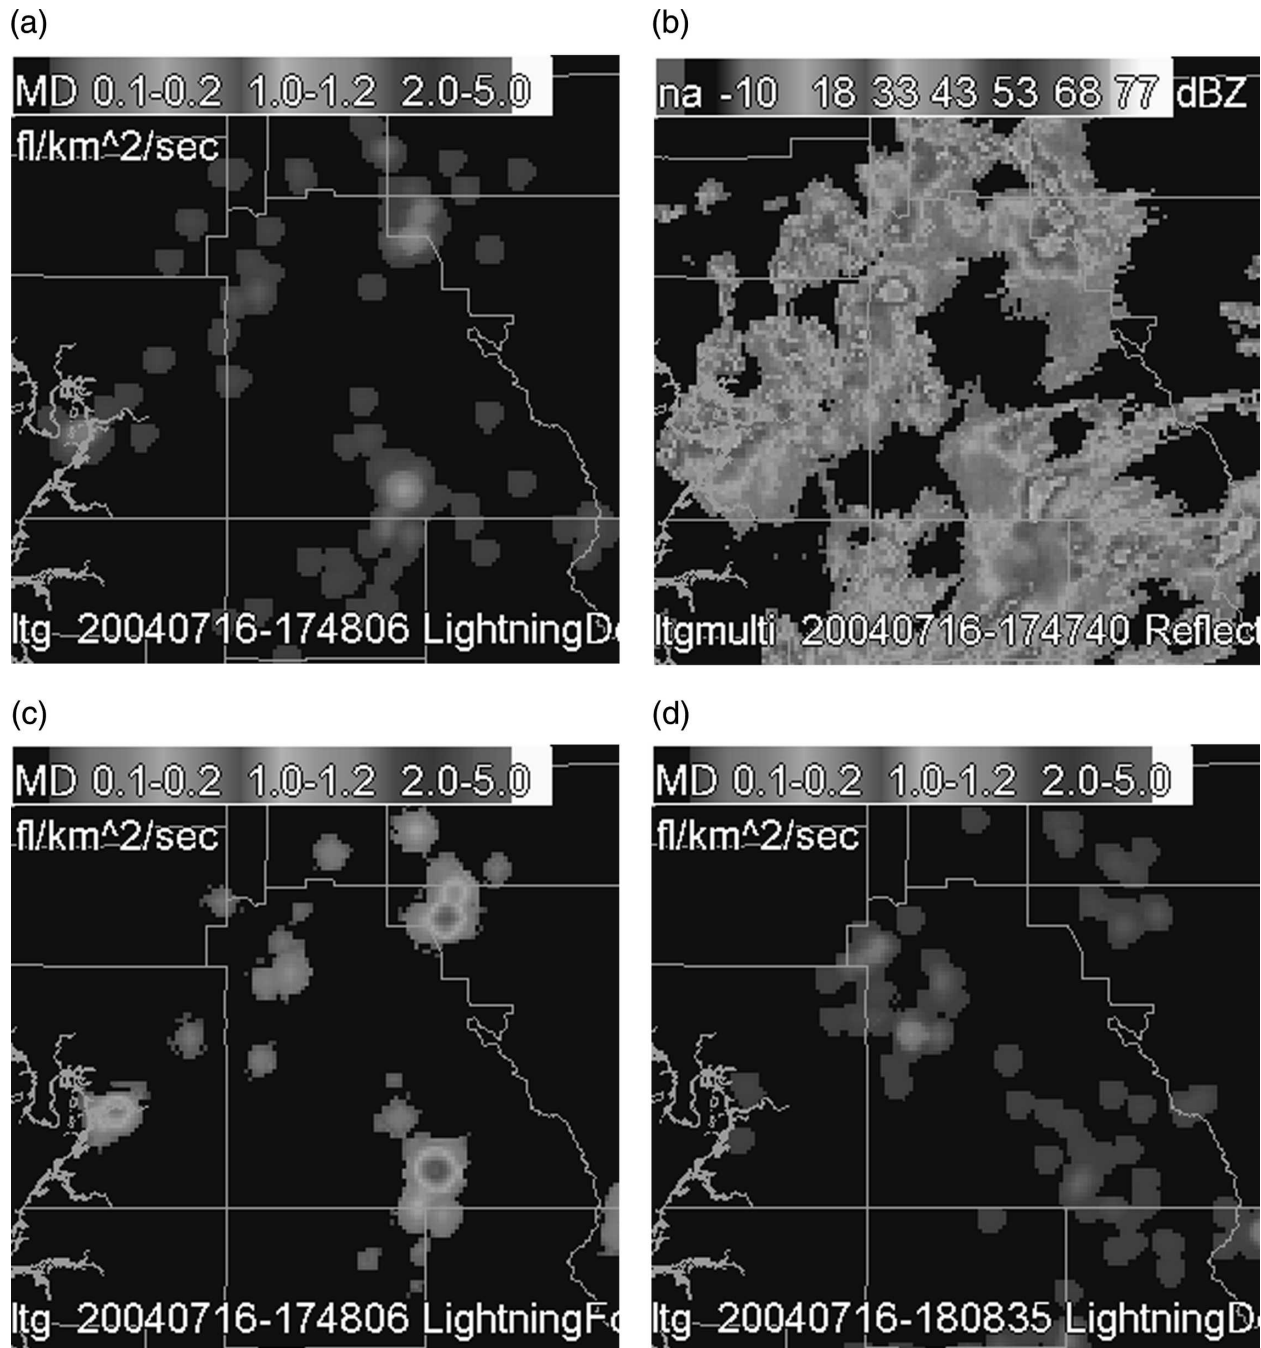 (a)
MD 0.1-0.2 1.0-1.2 2.0-5.0
fl/km^2/sec
ltg 20040716-174806 LightningDe
(b)
na -10 18 33 43 53 68 77 dBZ
ltgmulti 20040716-174740 Reflect
(c)
MD 0.1-0.2 1.0-1.2 2.0-5.0
fl/km^2/sec
ltg 20040716-174806 LightningFo
(d)
MD 0.1-0.2 1.0-1.2 2.0-5.0
fl/km^2/sec
ltg 20040716-180835 LightningDe